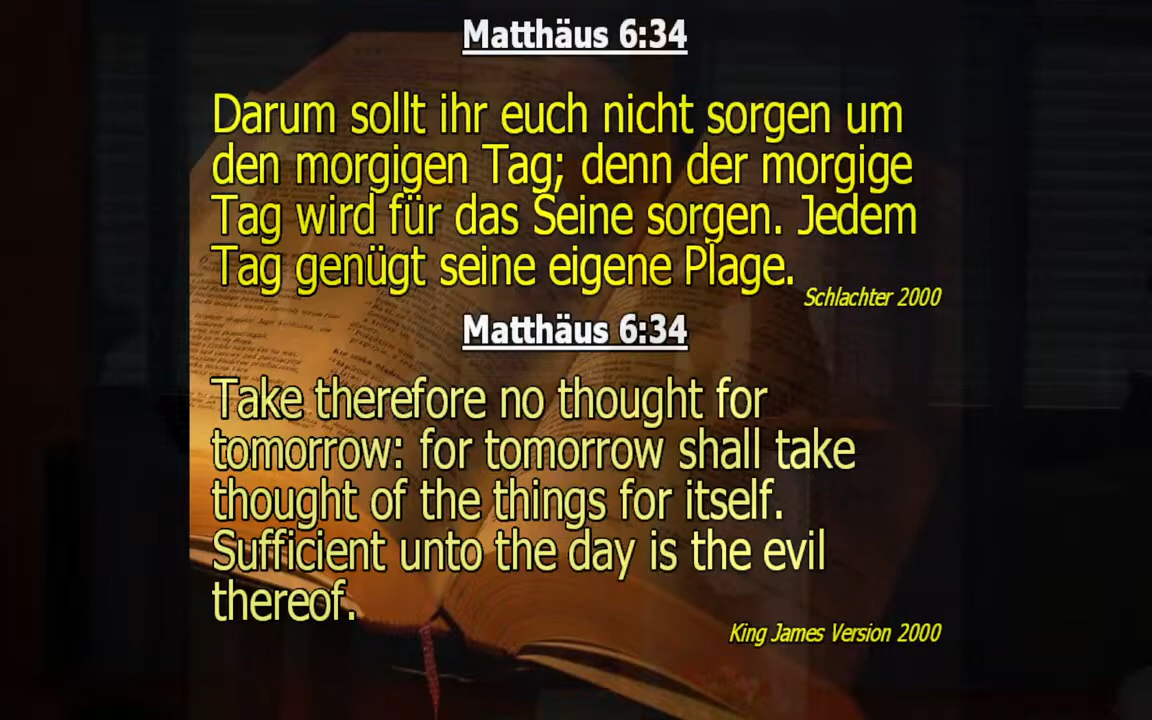 Matthäus 6:34
Darum sollt ihr euch nicht sorgen um
den morgigen Tag; denn der morgige
Tag wird für das Seine sorgen. Jedem
Tag genügt seine eigene Plage.
Schlachter 2000
Matthäus 6:34
Take therefore no thought for
tomorrow: for tomorrow shall take
thought of the things for itself.
Sufficient unto the day is the evil
thereof.
King James Version 2000